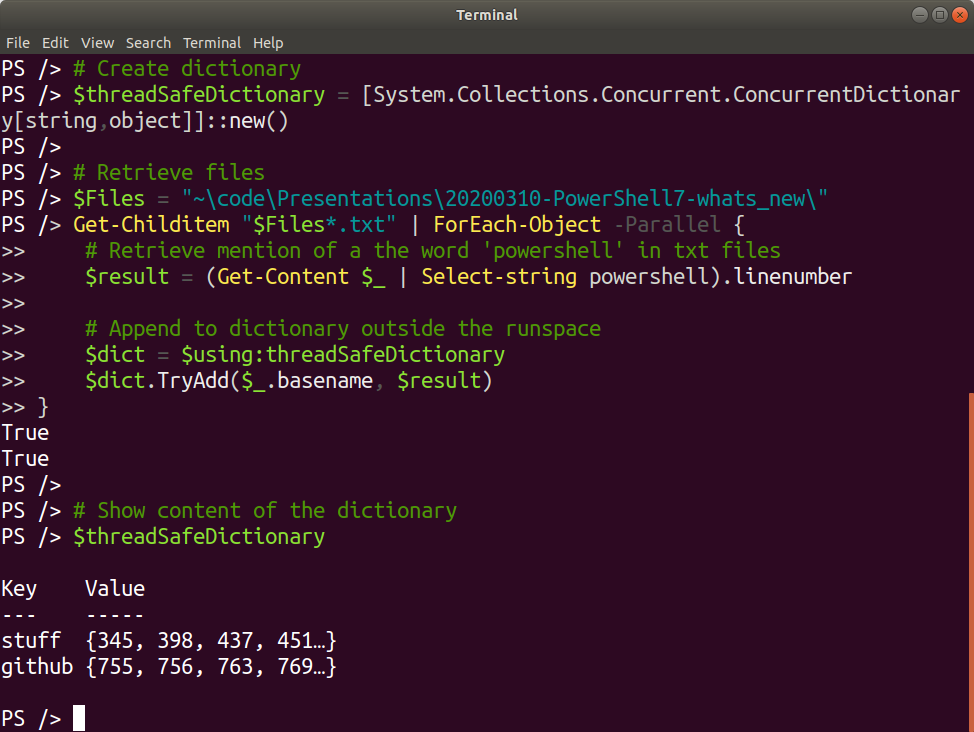 Terminal
File Edit View Search Terminal Help
PS /> # Create dictionary
PS /> $threadSafeDictionary = [System.Collections.Concurrent.ConcurrentDictionar
y[string,object]]::new()
PS />
PS /> # Retrieve files
PS /> $Files = "~\code\Presentations\20200310-PowerShell7-whats_new\"
PS /> Get-Childitem "$Files*.txt" | ForEach-Object -Parallel {
>>     # Retrieve mention of a the word 'powershell' in txt files
>>     $result = (Get-Content $_ | Select-string powershell).linenumber
>>
>>     # Append to dictionary outside the runspace
>>     $dict = $using:threadSafeDictionary
>>     $dict.TryAdd($_.basename, $result)
>> }
True
True
PS />
PS /> # Show content of the dictionary
PS /> $threadSafeDictionary
Key    Value
---    -----
stuff  {345, 398, 437, 451…}
github {755, 756, 763, 769…}
PS />